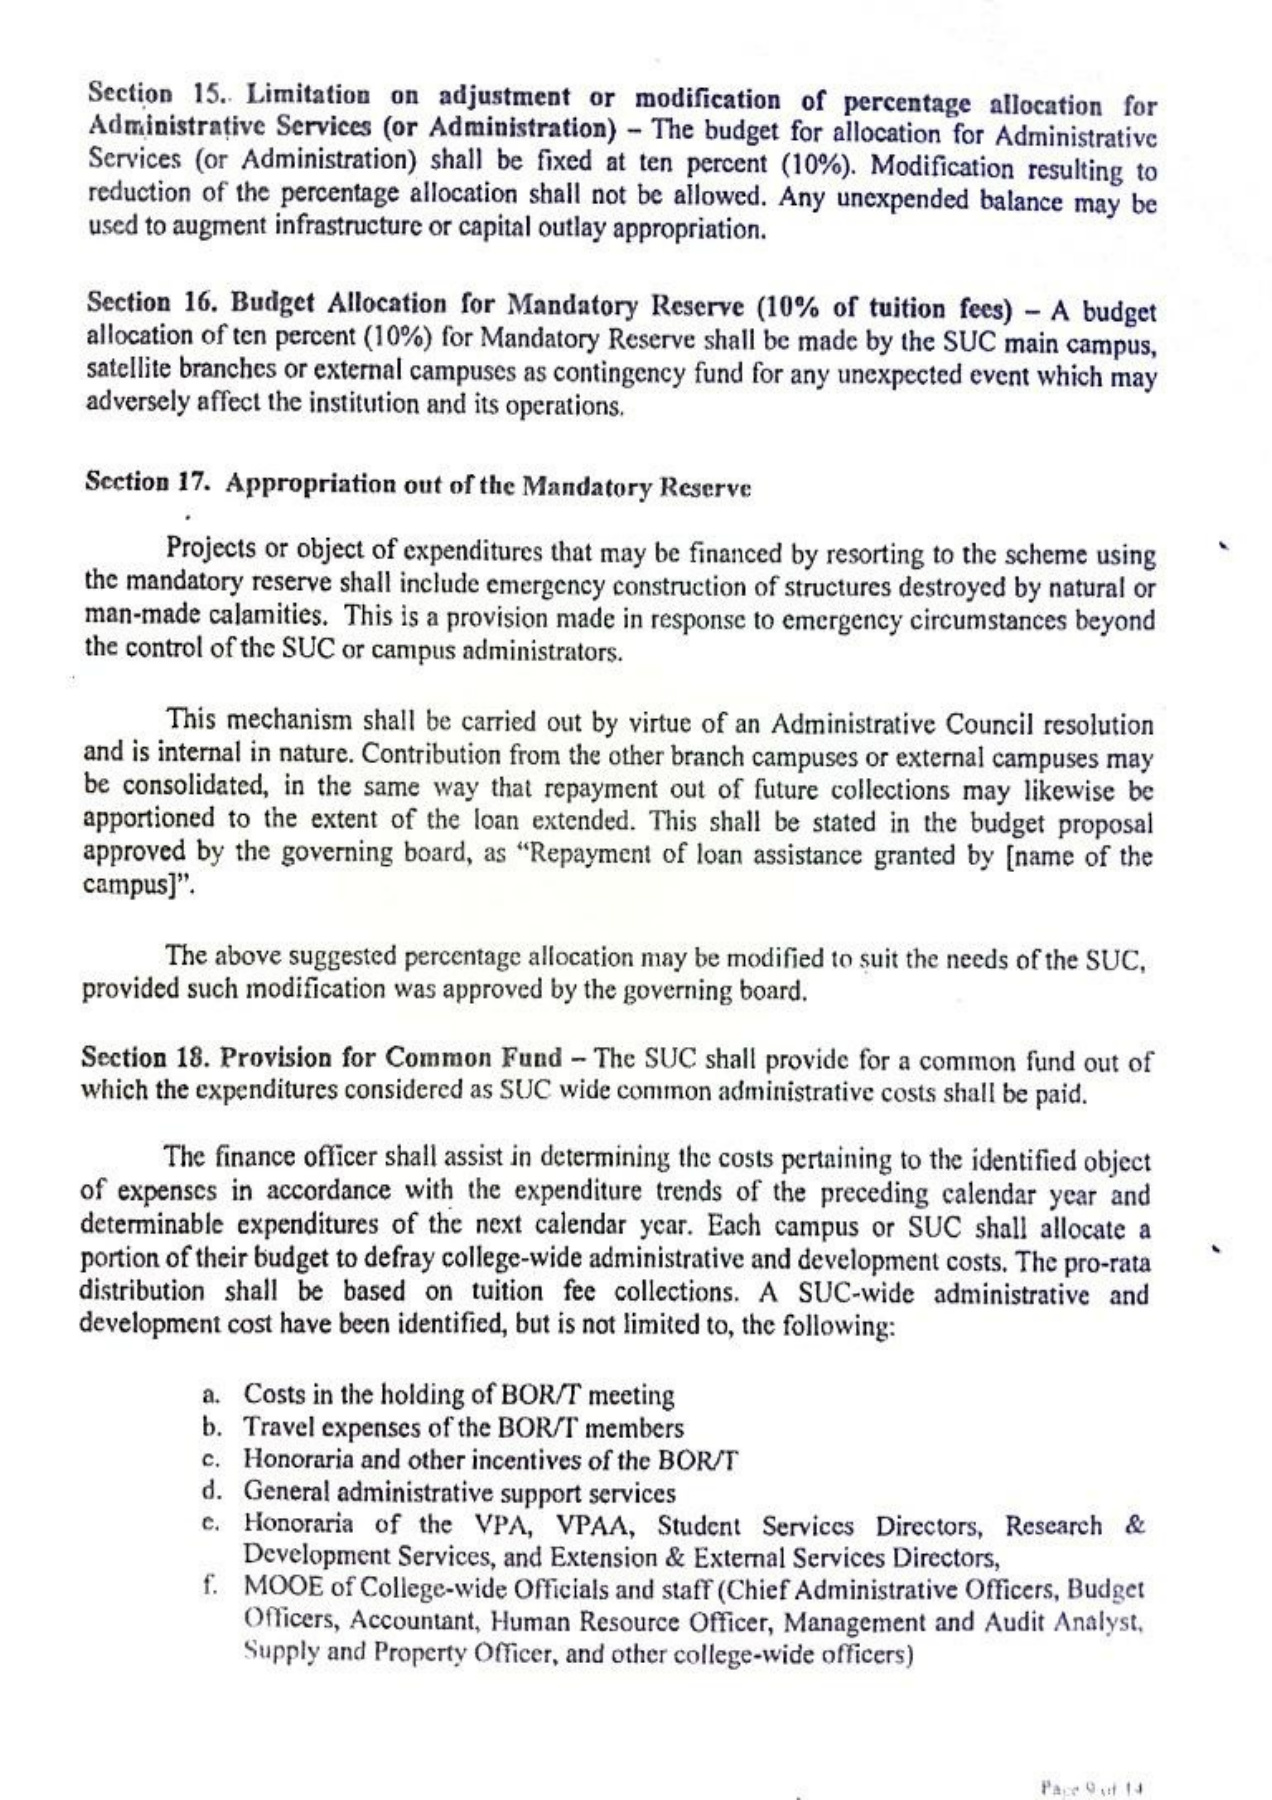 Section 15. Limitation on adjustment or modification of percentage allocation for
Administrative Services (or Administration) – The budget for allocation for Administrative
Services (or Administration) shall be fixed at ten percent (10%). Modification resulting to
reduction of the percentage allocation shall not be allowed. Any unexpended balance may be
used to augment infrastructure or capital outlay appropriation.
Section 16. Budget Allocation for Mandatory Reserve (10% of tuition fees) – A budget
allocation of ten percent (10%) for Mandatory Reserve shall be made by the SUC main campus,
satellite branches or external campuses as contingency fund for any unexpected event which may
adversely affect the institution and its operations.
Section 17. Appropriation out of the Mandatory Reserve
Projects or object of expenditures that may be financed by resorting to the scheme using
the mandatory reserve shall include emergency construction of structures destroyed by natural or
man-made calamities. This is a provision made in response to emergency circumstances beyond
the control of the SUC or campus administrators.
This mechanism shall be carried out by virtue of an Administrative Council resolution
and is internal in nature. Contribution from the other branch campuses or external campuses may
be consolidated, in the same way that repayment out of future collections may likewise be
apportioned to the extent of the loan extended. This shall be stated in the budget proposal
approved by the governing board, as “Repayment of loan assistance granted by [name of the
campus]”.
The above suggested percentage allocation may be modified to suit the needs of the SUC,
provided such modification was approved by the governing board.
Section 18. Provision for Common Fund – The SUC shall provide for a common fund out of
which the expenditures considered as SUC wide common administrative costs shall be paid.
The finance officer shall assist in determining the costs pertaining to the identified object
of expenses in accordance with the expenditure trends of the preceding calendar year and
determinable expenditures of the next calendar year. Each campus or SUC shall allocate a
portion of their budget to defray college-wide administrative and development costs. The pro-rata
distribution shall be based on tuition fee collections. A SUC-wide administrative and
development cost have been identified, but is not limited to, the following:
a. Costs in the holding of BOR/T meeting
b. Travel expenses of the BOR/T members
c. Honoraria and other incentives of the BOR/T
d. General administrative support services
e. Honoraria of the VPA, VPAA, Student Services Directors, Research &
Development Services, and Extension & External Services Directors,
f. MOOE of College-wide Officials and staff (Chief Administrative Officers, Budget
Officers, Accountant, Human Resource Officer, Management and Audit Analyst,
Supply and Property Officer, and other college-wide officers)
Page 9 of 14